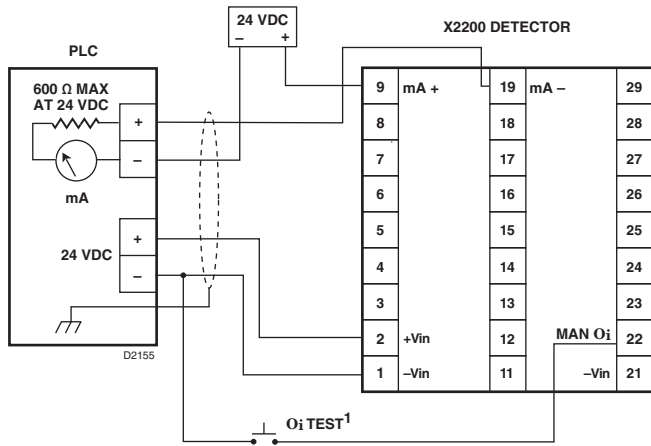 24 VDC
– +
X2200 DETECTOR
PLC
600 Ω MAX
AT 24 VDC
+
–
mA
24 VDC
+
–
D2155
9 mA + 19 mA – 29
8 18 28
7 17 27
6 16 26
5 15 25
4 14 24
3 13 23
2 +Vin 12 MAN Oi 22
1 –Vin 11 –Vin 21
Oi TEST1